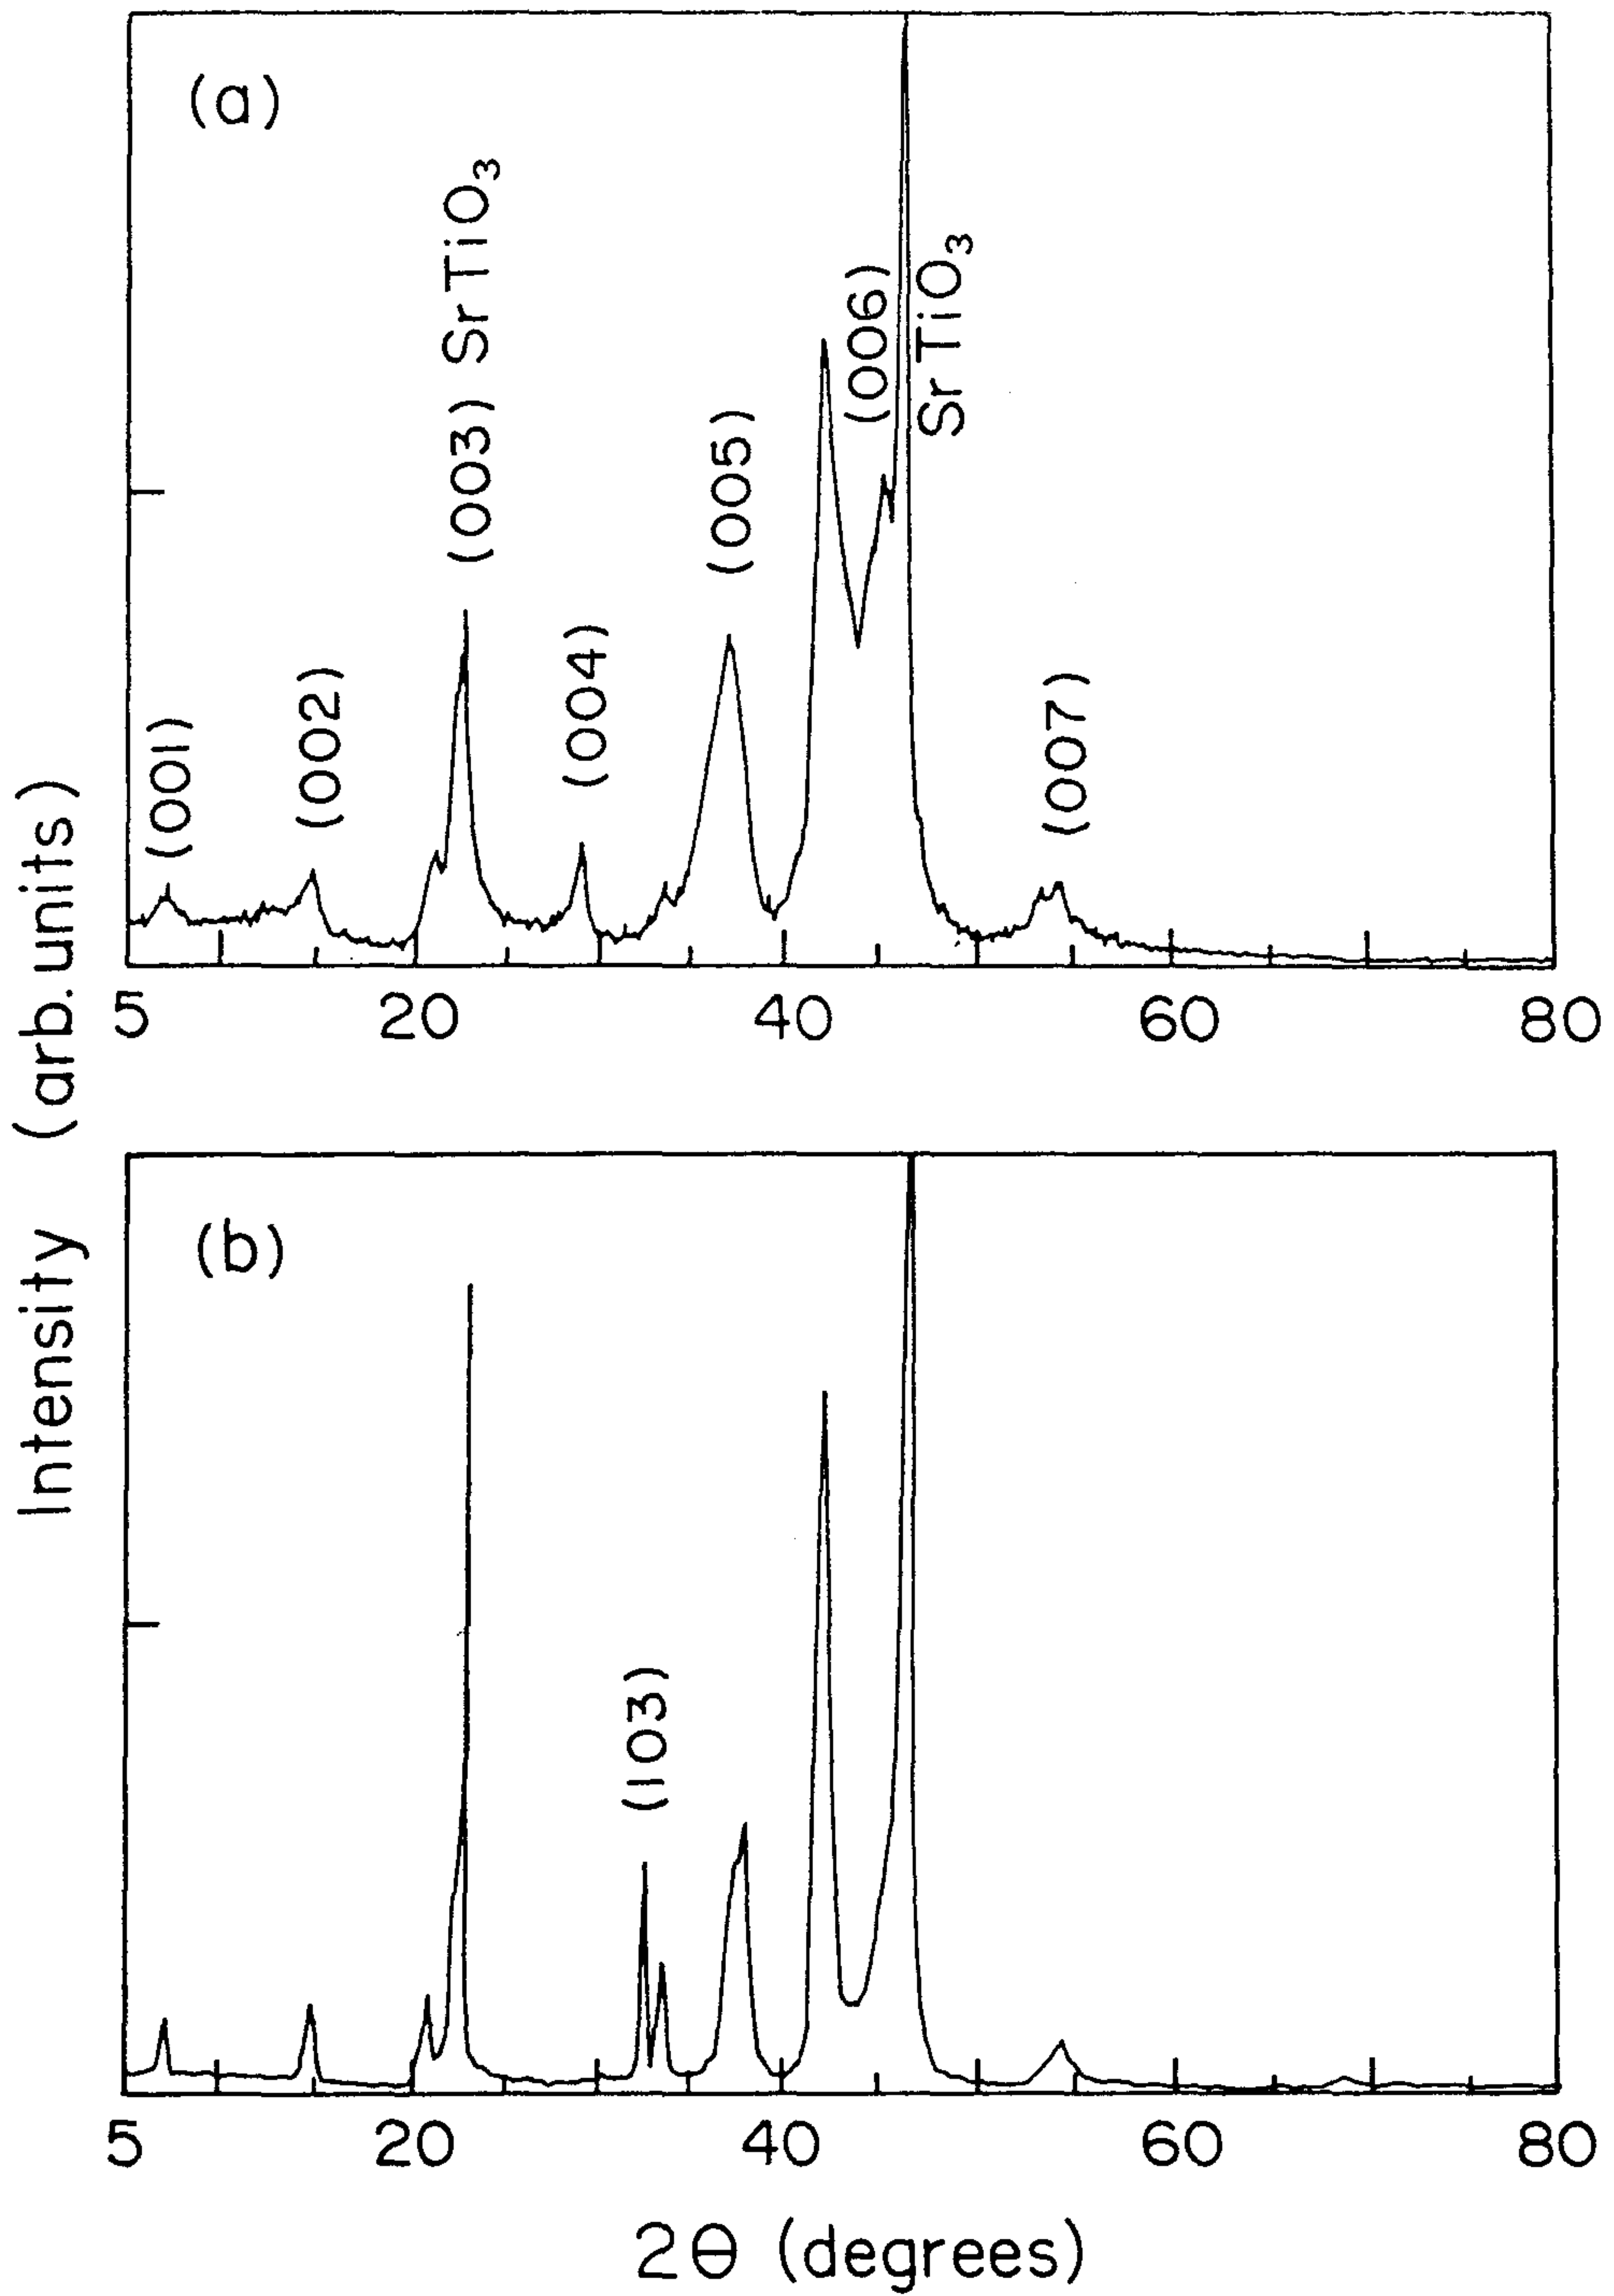 (a)
(001)
(002)
(003) SrTiO₃
(004)
(005)
(006)
SrTiO₃
(007)
5 20 40 60 80
Intensity (arb.units)
(b)
(103)
5 20 40 60 80
2Θ (degrees)